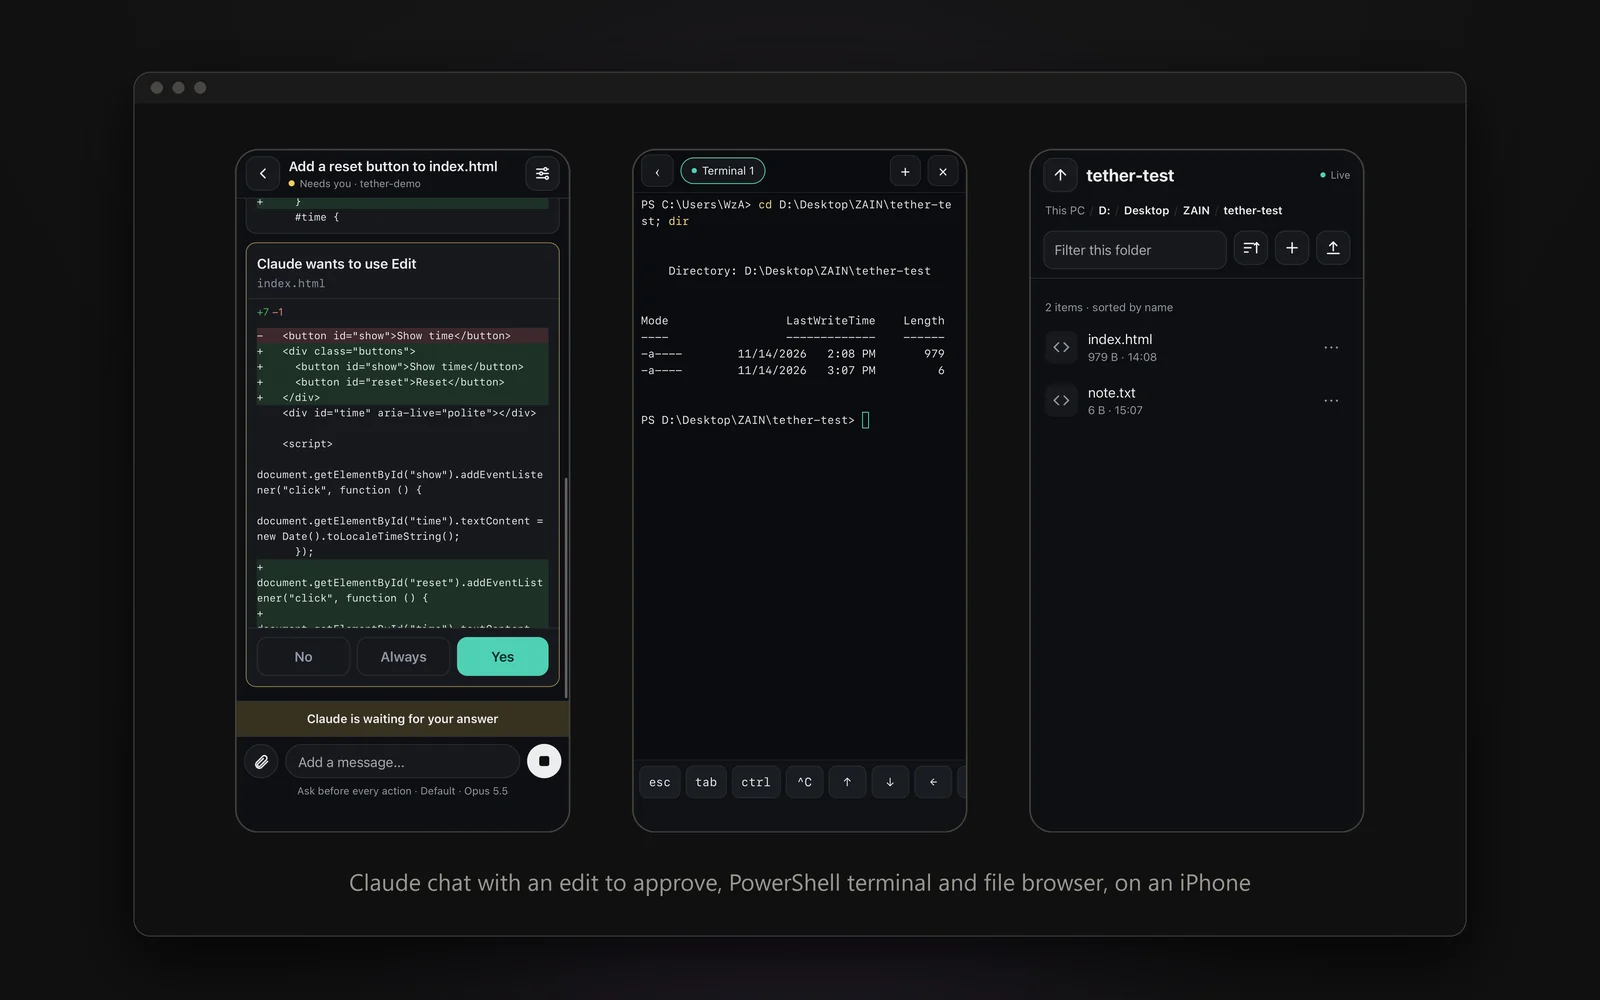 Add a reset button to index.html
Needs you · tether-demo
+     }
      #time {
Claude wants to use Edit
index.html
+7 −1
−   <button id="show">Show time</button>
+   <div class="buttons">
+     <button id="show">Show time</button>
+     <button id="reset">Reset</button>
+   </div>
    <div id="time" aria-live="polite"></div>
    <script>
document.getElementById("show").addEventListe
ner("click", function () {
document.getElementById("time").textContent =
new Date().toLocaleTimeString();
      });
+
document.getElementById("reset").addEventList
ener("click", function () {
+
document.getElementById("time").textContent
No
Always
Yes
Claude is waiting for your answer
Add a message...
Ask before every action · Default · Opus 5.5
Terminal 1
PS C:\Users\WzA> cd D:\Desktop\ZAIN\tether-te
st; dir
    Directory: D:\Desktop\ZAIN\tether-test
Mode                 LastWriteTime    Length
----                 -------------    ------
-a----        11/14/2026   2:08 PM       979
-a----        11/14/2026   3:07 PM         6
PS D:\Desktop\ZAIN\tether-test>
esc
tab
ctrl
^C
↑
↓
←
tether-test
Live
This PC / D: / Desktop / ZAIN / tether-test
Filter this folder
2 items · sorted by name
index.html
979 B · 14:08
note.txt
6 B · 15:07
Claude chat with an edit to approve, PowerShell terminal and file browser, on an iPhone